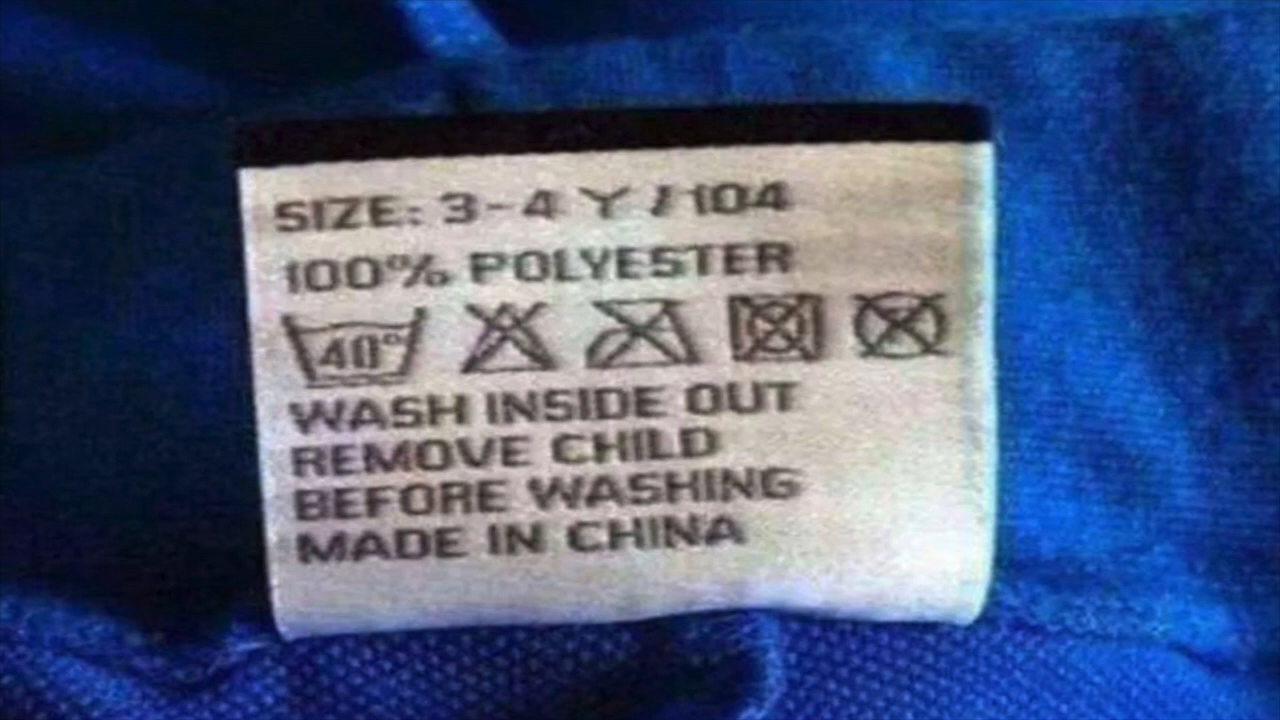 SIZE: 3-4 Y / 104
100% POLYESTER
40°
WASH INSIDE OUT
REMOVE CHILD
BEFORE WASHING
MADE IN CHINA